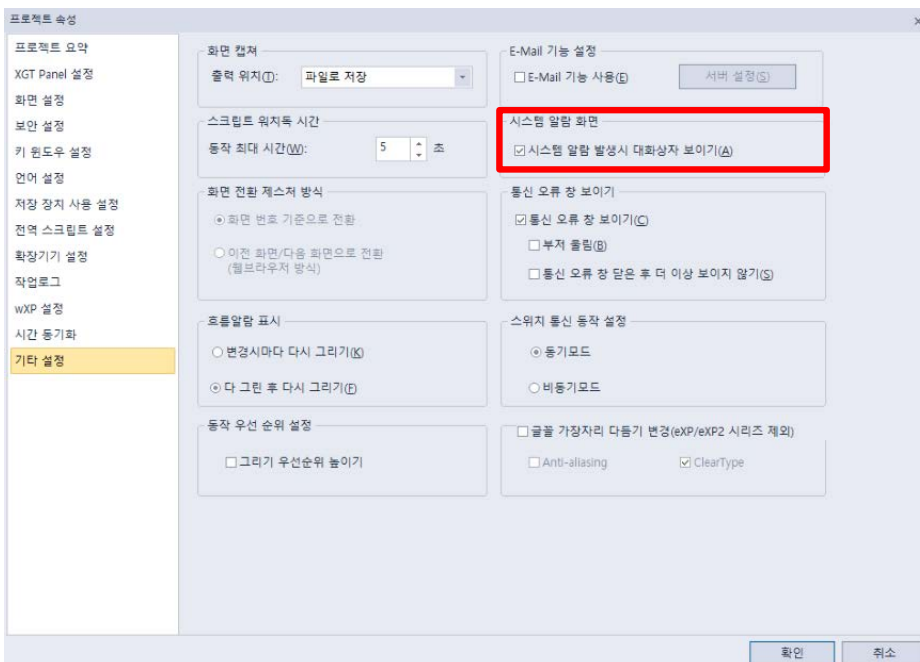 프로젝트 속성
프로젝트 요약
XGT Panel 설정
화면 설정
보안 설정
키 윈도우 설정
언어 설정
저장 장치 사용 설정
전역 스크립트 설정
확장기기 설정
작업로그
wXP 설정
시간 동기화
기타 설정
화면 캡쳐
출력 위치(T): 파일로 저장
스크립트 워치독 시간
동작 최대 시간(W): 5 초
화면 전환 제스처 방식
화면 번호 기준으로 전환
이전 화면/다음 화면으로 전환
(웹브라우저 방식)
흐름알람 표시
변경시마다 다시 그리기(K)
다 그린 후 다시 그리기(F)
동작 우선 순위 설정
그리기 우선순위 높이기
E-Mail 기능 설정
E-Mail 기능 사용(E) 서버 설정(S)
시스템 알람 화면
시스템 알람 발생시 대화상자 보이기(A)
통신 오류 창 보이기
통신 오류 창 보이기(C)
부저 울림(B)
통신 오류 창 닫은 후 더 이상 보이지 않기(S)
스위치 통신 동작 설정
동기모드
비동기모드
글꼴 가장자리 다듬기 변경(eXP/eXP2 시리즈 제외)
Anti-aliasing ClearType
확인 취소